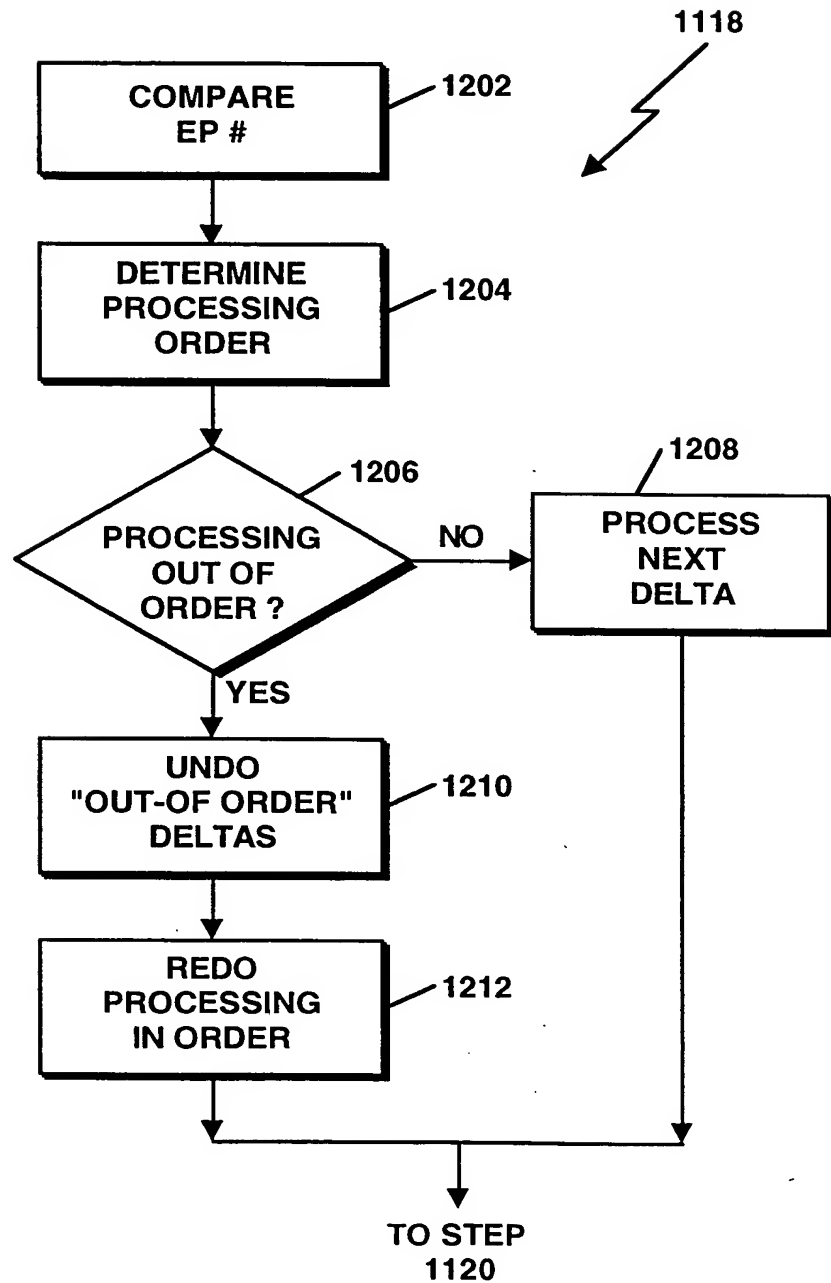 1118
COMPARE
EP #
1202
DETERMINE
PROCESSING
ORDER
1204
1206
PROCESSING
OUT OF
ORDER ?
NO
1208
PROCESS
NEXT
DELTA
YES
UNDO
"OUT-OF ORDER"
DELTAS
1210
REDO
PROCESSING
IN ORDER
1212
TO STEP
1120